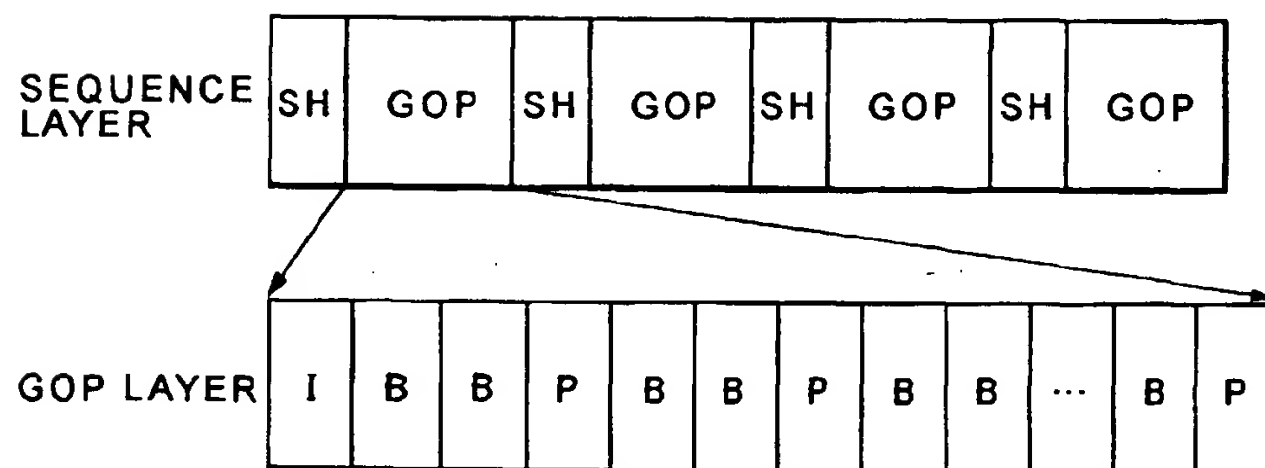 SEQUENCE
LAYER
SH GOP SH GOP SH GOP SH GOP
GOP LAYER I B B P B B P B B ... B P